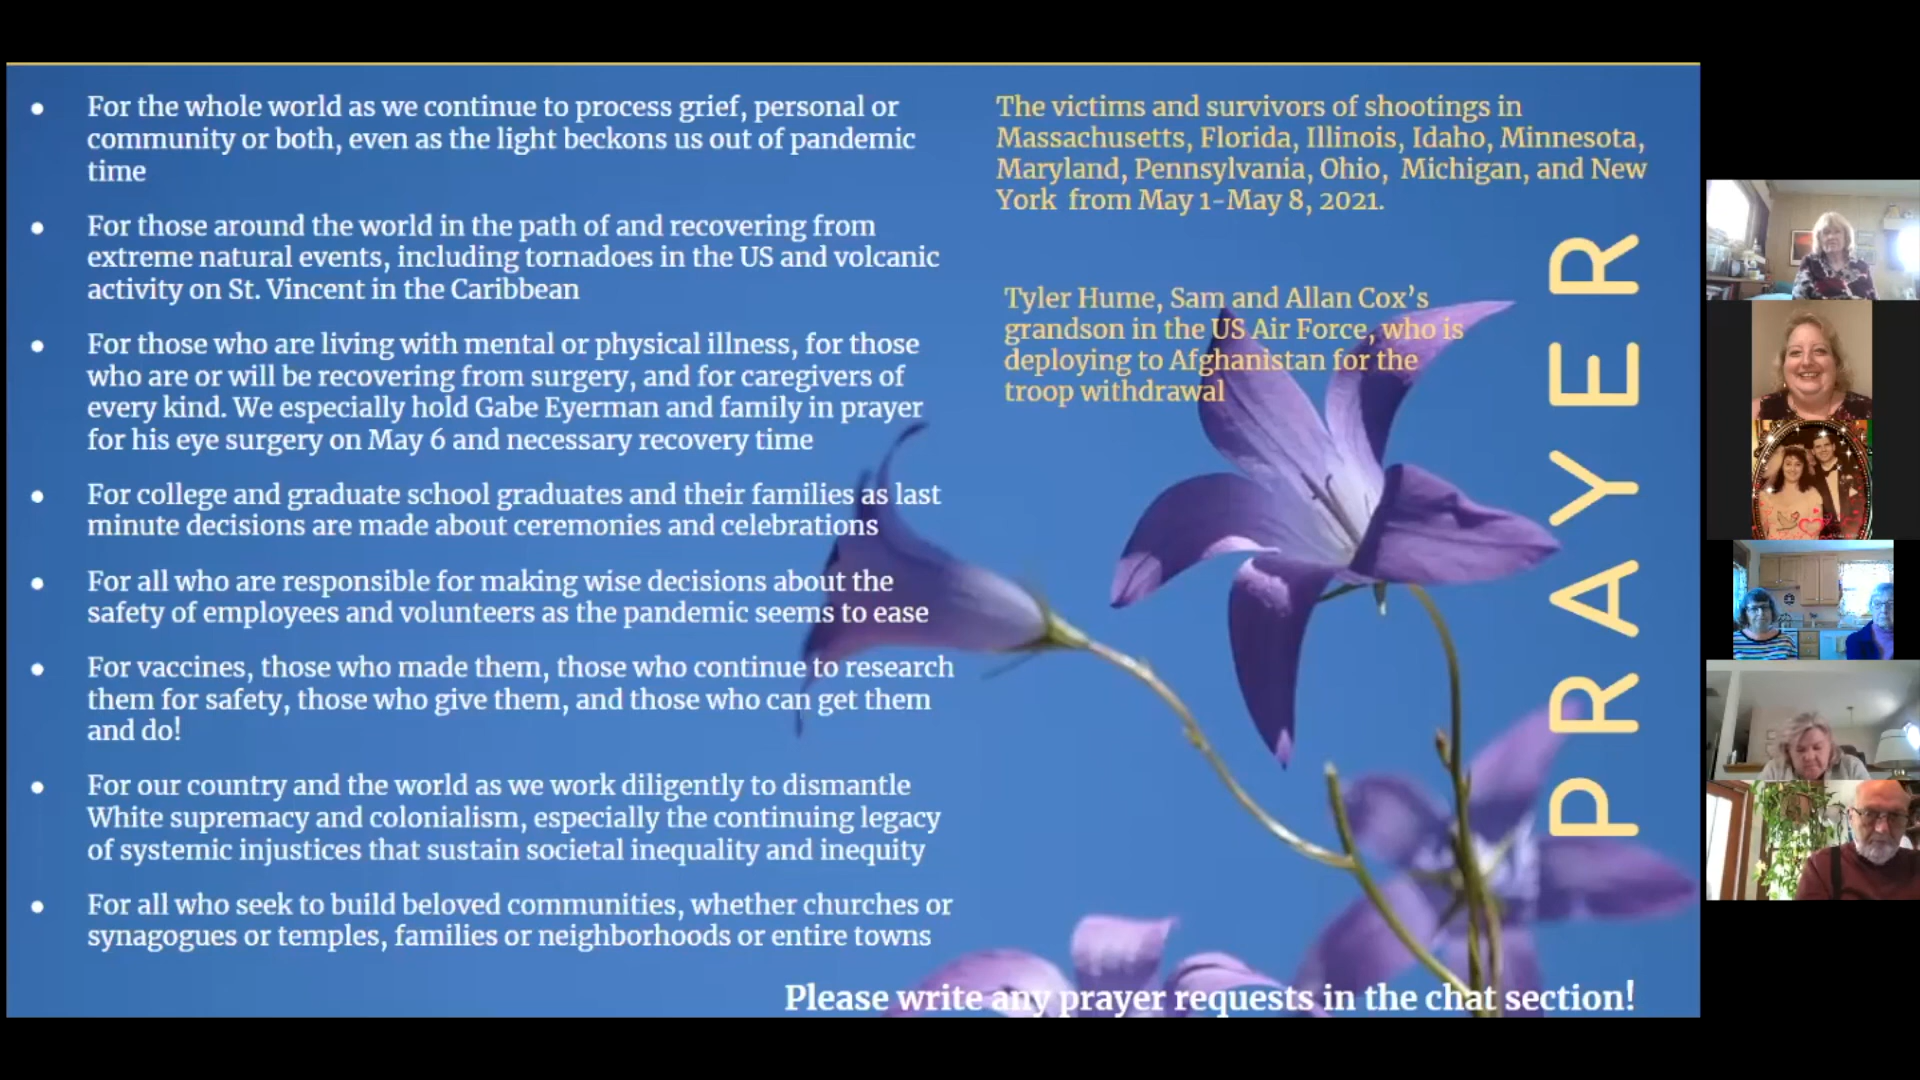 For the whole world as we continue to process grief, personal or
community or both, even as the light beckons us out of pandemic
time
For those around the world in the path of and recovering from
extreme natural events, including tornadoes in the US and volcanic
activity on St. Vincent in the Caribbean
For those who are living with mental or physical illness, for those
who are or will be recovering from surgery, and for caregivers of
every kind. We especially hold Gabe Eyerman and family in prayer
for his eye surgery on May 6 and necessary recovery time
For college and graduate school graduates and their families as last
minute decisions are made about ceremonies and celebrations
For all who are responsible for making wise decisions about the
safety of employees and volunteers as the pandemic seems to ease
For vaccines, those who made them, those who continue to research
them for safety, those who give them, and those who can get them
and do!
For our country and the world as we work diligently to dismantle
White supremacy and colonialism, especially the continuing legacy
of systemic injustices that sustain societal inequality and inequity
For all who seek to build beloved communities, whether churches or
synagogues or temples, families or neighborhoods or entire towns
The victims and survivors of shootings in
Massachusetts, Florida, Illinois, Idaho, Minnesota,
Maryland, Pennsylvania, Ohio, Michigan, and New
York from May 1-May 8, 2021.
Tyler Hume, Sam and Allan Cox's
grandson in the US Air Force, who is
deploying to Afghanistan for the
troop withdrawal
PRAYER
Please write any prayer requests in the chat section!